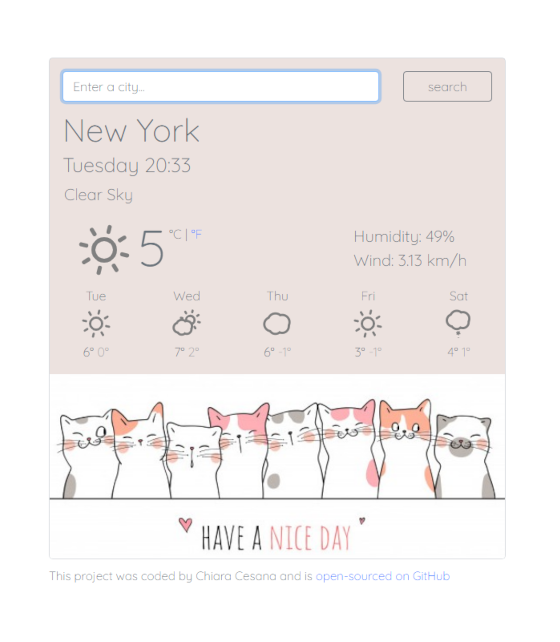 Enter a city...
search
New York
Tuesday 20:33
Clear Sky
5 °C | °F
Humidity: 49%
Wind: 3.13 km/h
Tue Wed Thu Fri Sat
6° 0° 7° 2° 6° -1° 3° -1° 4° 1°
HAVE A NICE DAY
This project was coded by Chiara Cesana and is open-sourced on GitHub